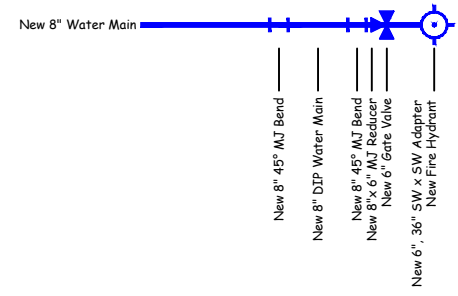 New 8" Water Main
New 8" 45° MJ Bend
New 8" DIP Water Main
New 8" 45° MJ Bend
New 8"x 6" MJ Reducer
New 6" Gate Valve
New 6", 36" SW x SW Adapter
New Fire Hydrant